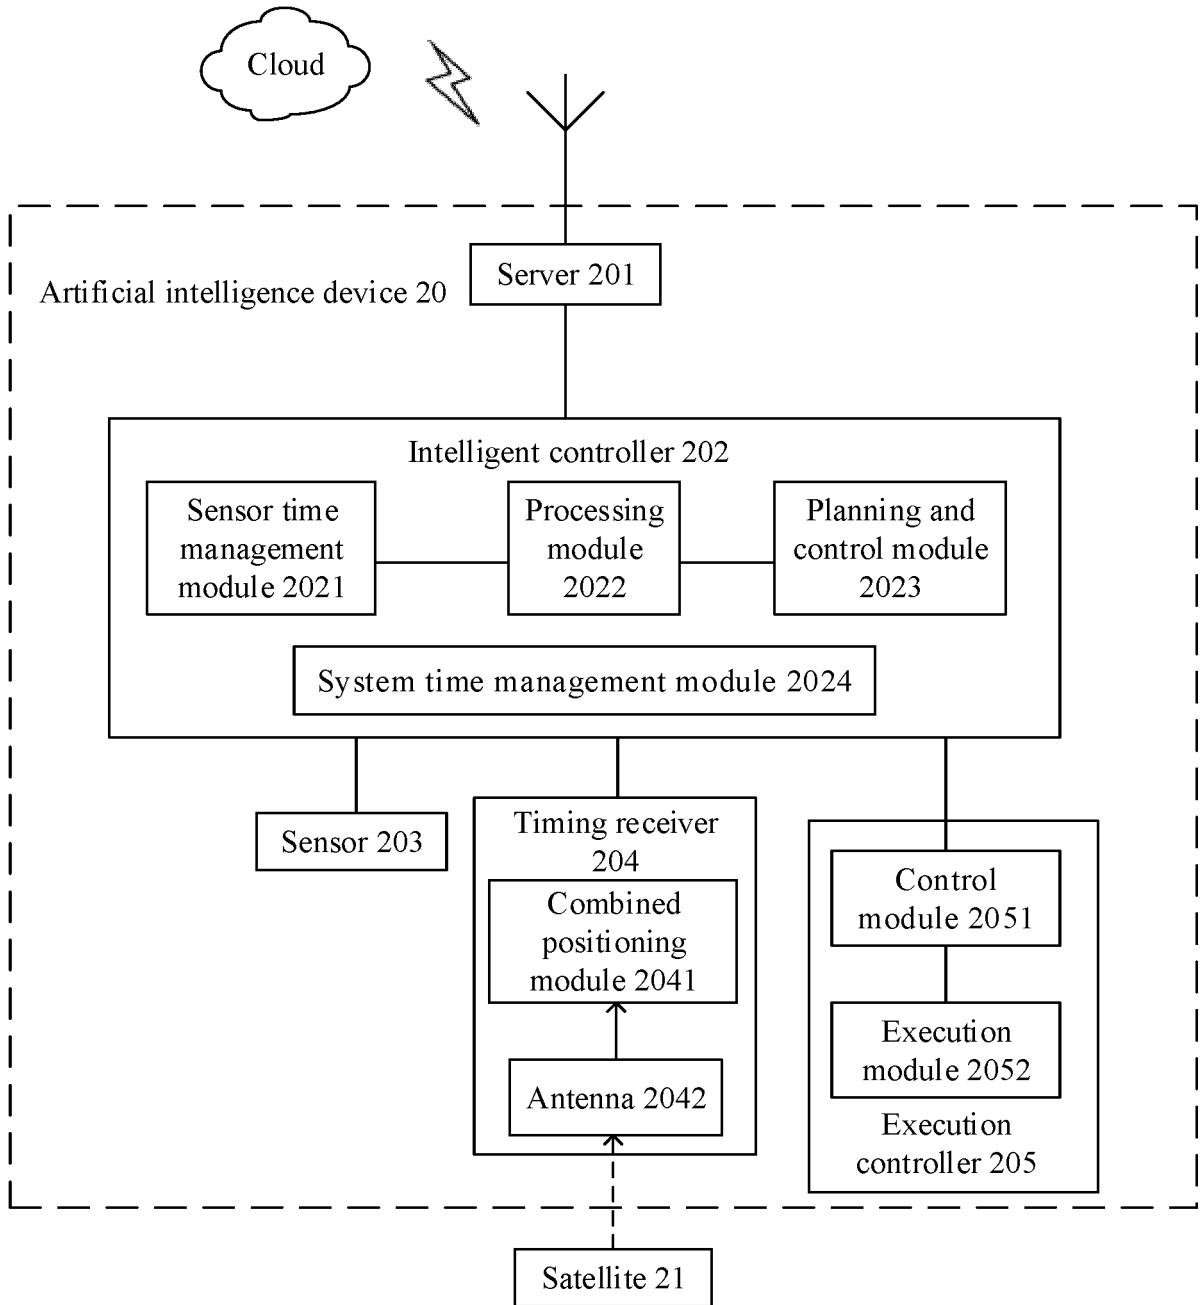 Cloud
Server 201
Artificial intelligence device 20
Intelligent controller 202
Sensor time
management
module 2021
Processing
module
2022
Planning and
control module
2023
System time management module 2024
Sensor 203
Timing receiver
204
Combined
positioning
module 2041
Antenna 2042
Control
module 2051
Execution
module 2052
Execution
controller 205
Satellite 21